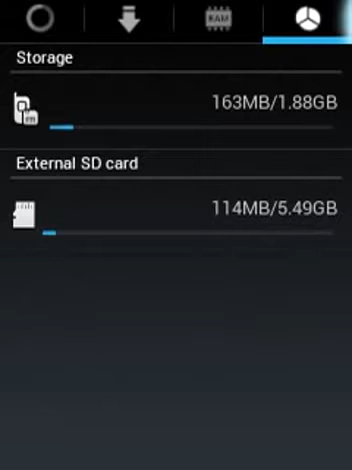 RAM
Storage
163MB/1.88GB
External SD card
114MB/5.49GB